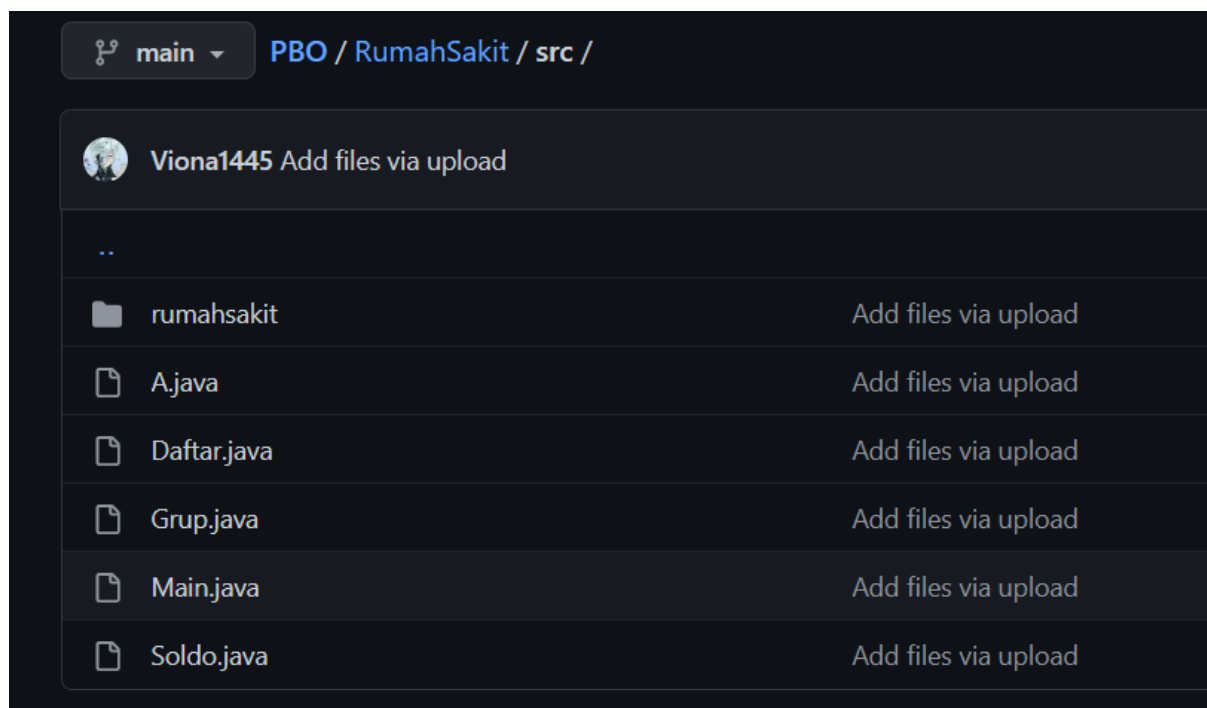 main PBO / RumahSakit / src /
Viona1445 Add files via upload
..
rumahsakit Add files via upload
A.java Add files via upload
Daftar.java Add files via upload
Grup.java Add files via upload
Main.java Add files via upload
Soldo.java Add files via upload